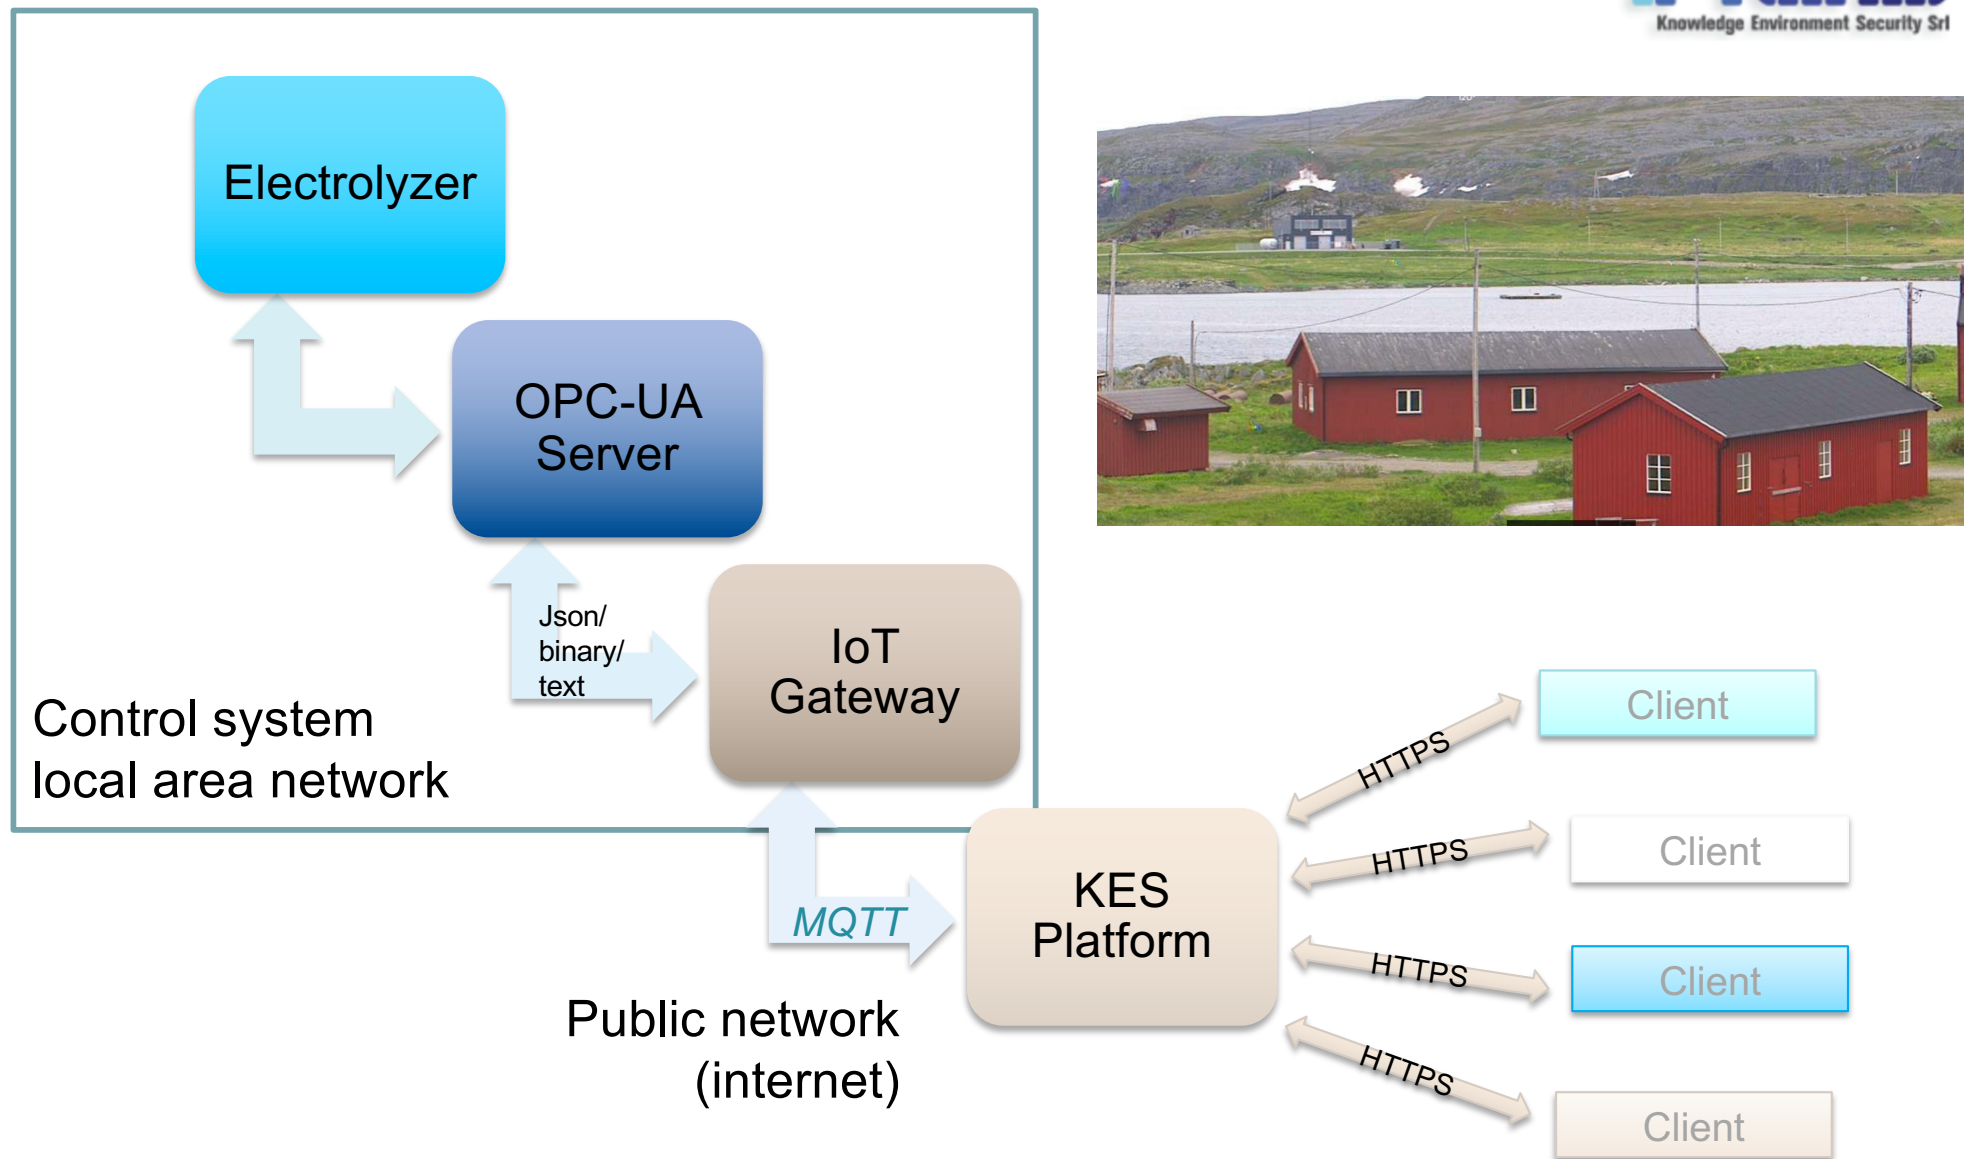 Knowledge Environment Security Srl
Electrolyzer
OPC-UA
Server
Json/
binary/
text
IoT
Gateway
Control system
local area network
MQTT
KES
Platform
Public network
(internet)
HTTPS
Client
HTTPS
Client
HTTPS
Client
HTTPS
Client